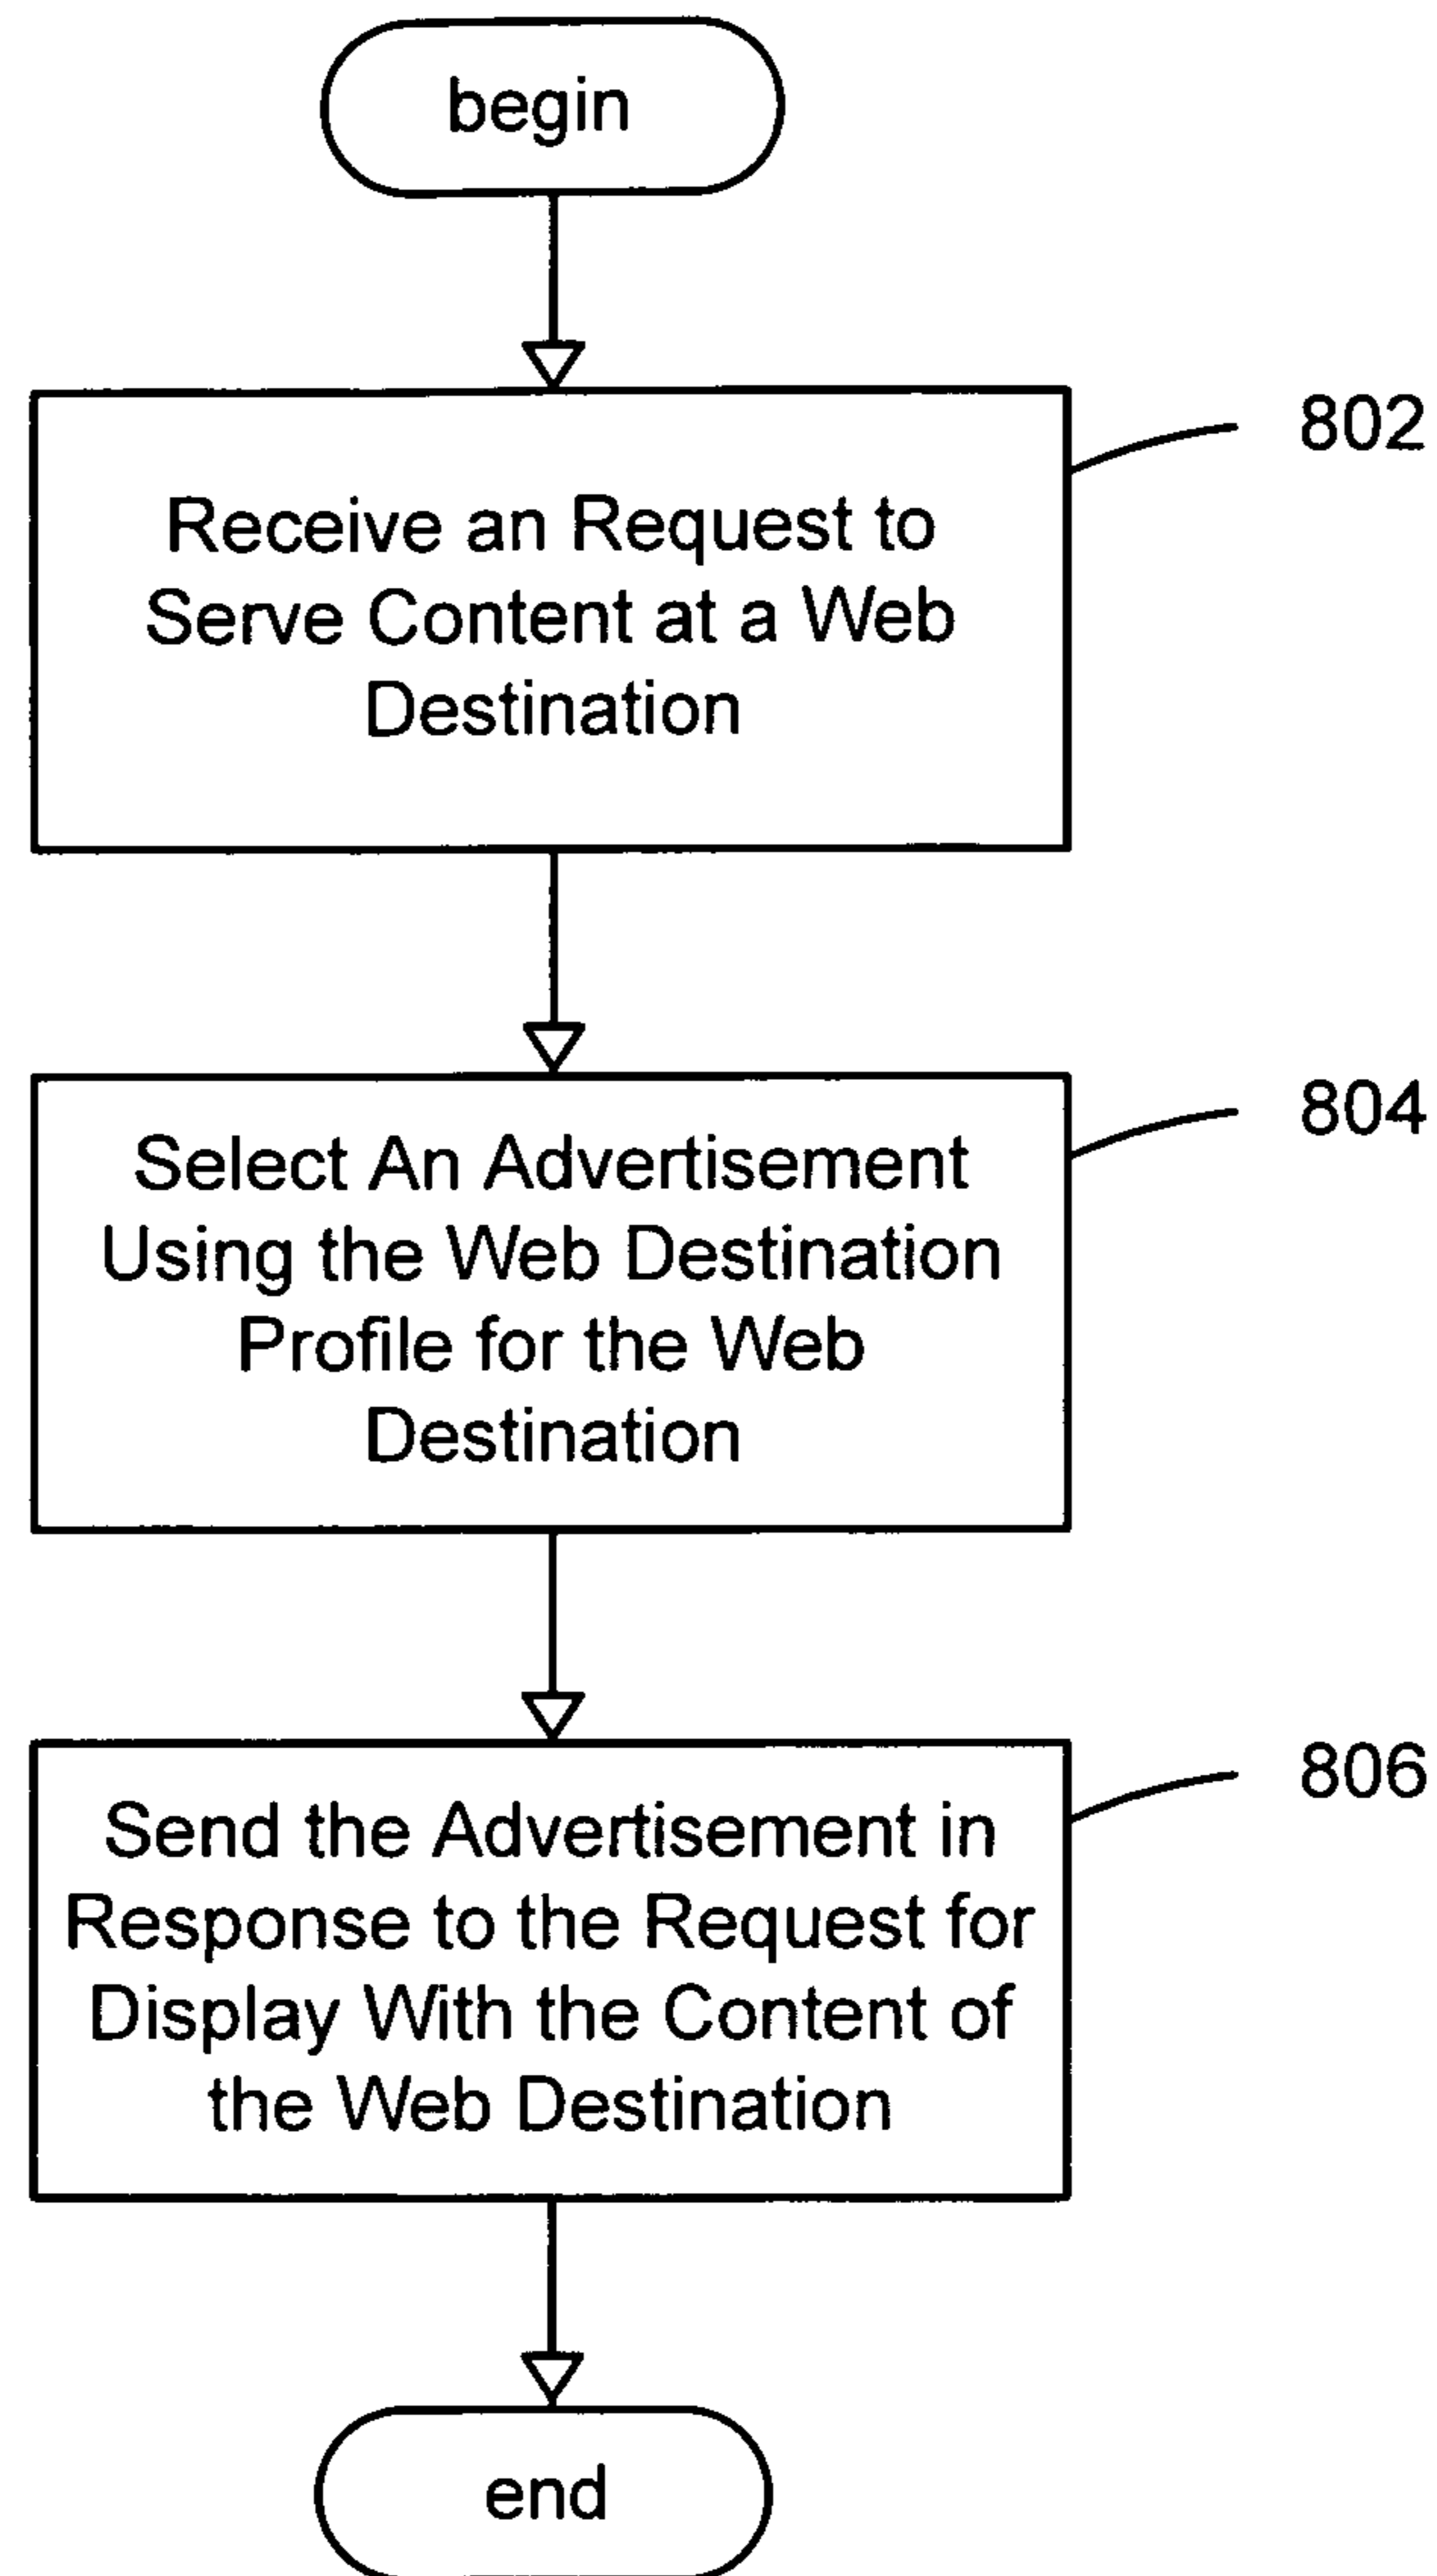 begin
802
Receive an Request to
Serve Content at a Web
Destination
804
Select An Advertisement
Using the Web Destination
Profile for the Web
Destination
806
Send the Advertisement in
Response to the Request for
Display With the Content of
the Web Destination
end